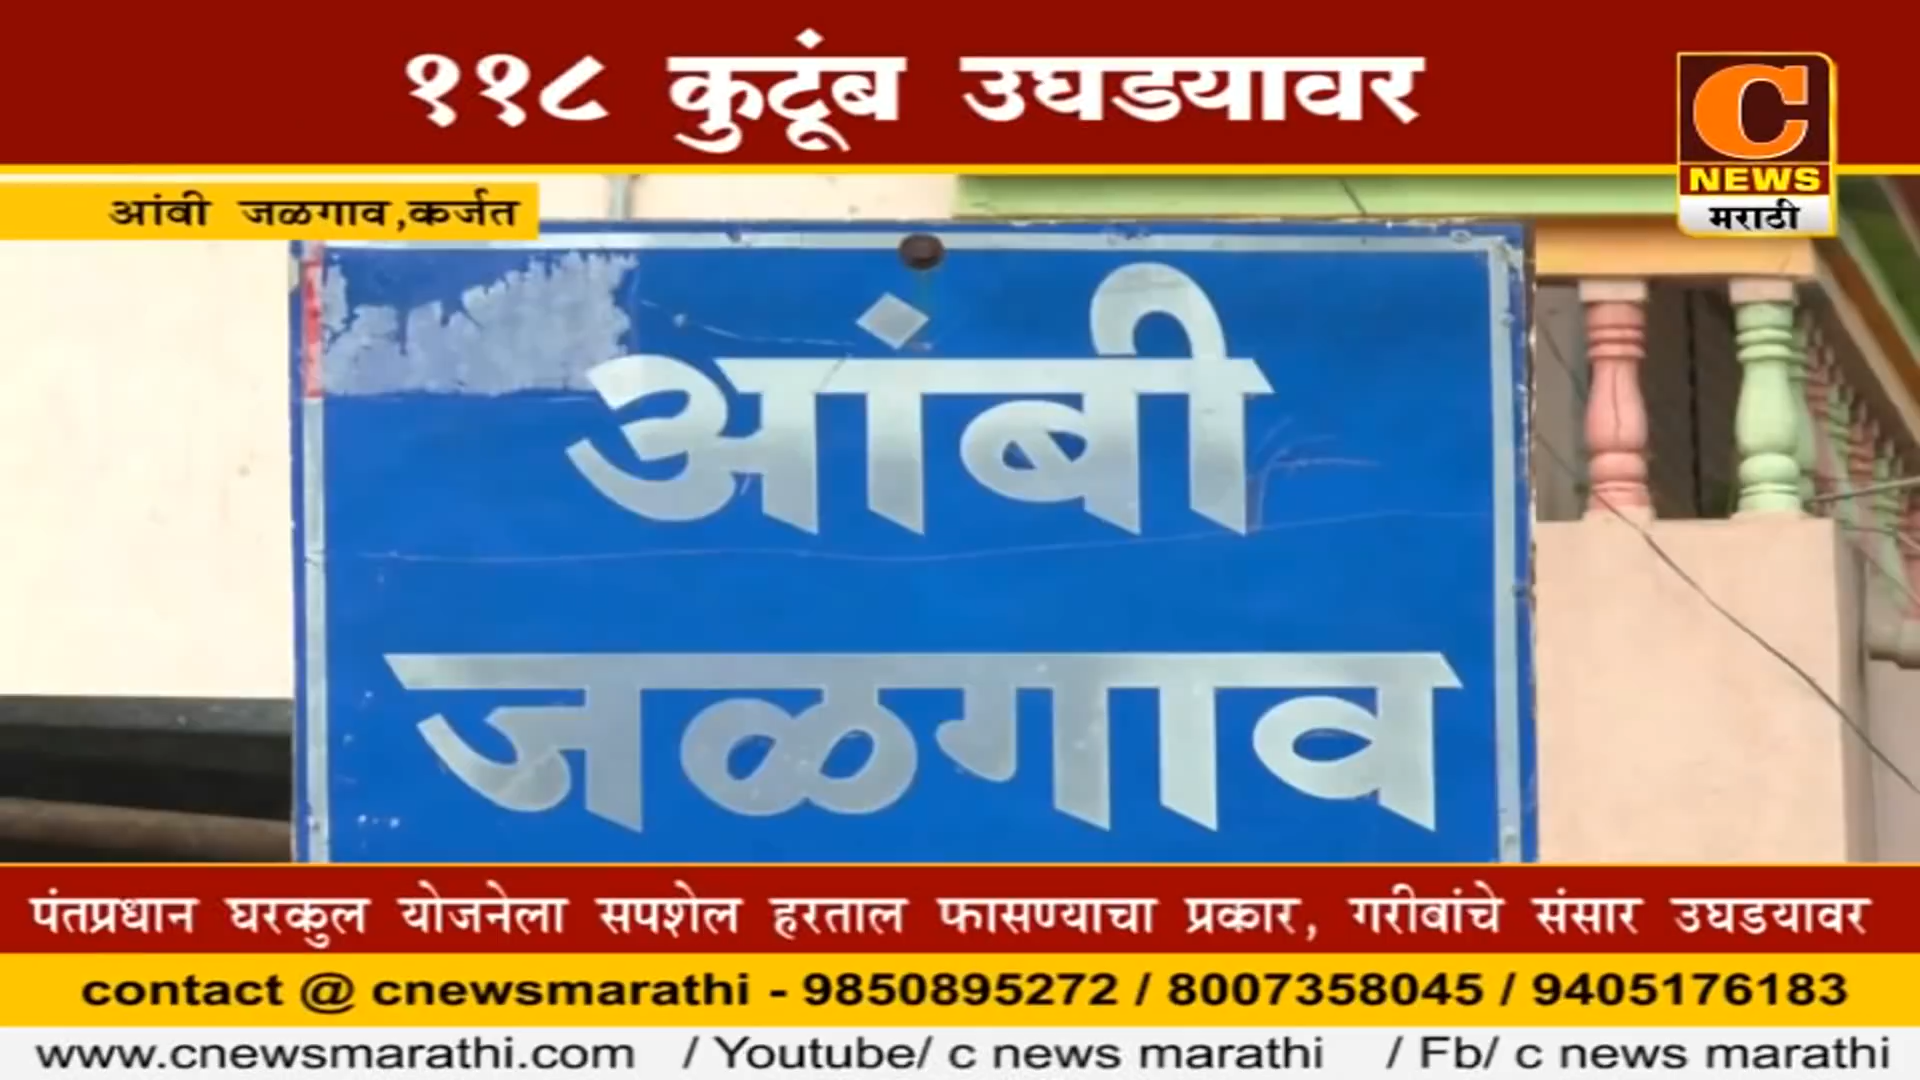 ११८ कुटूंब उघडयावर
C
NEWS
मराठी
आंबी जळगाव,कर्जत
आंबी
जळगाव
पंतप्रधान घरकुल योजनेला सपशेल हरताल फासण्याचा प्रकार, गरीबांचे संसार उघडयावर
contact @ cnewsmarathi - 9850895272 / 8007358045 / 9405176183
www.cnewsmarathi.com / Youtube/ c news marathi / Fb/ c news marathi